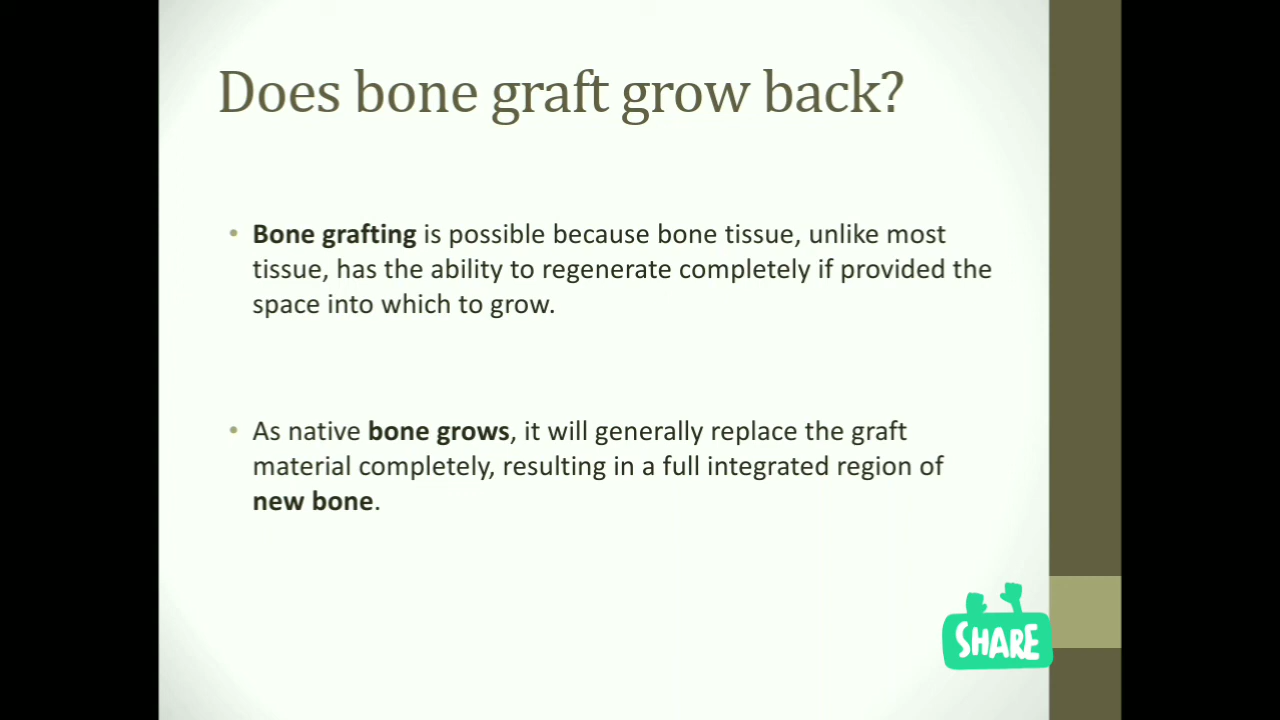 Does bone graft grow back?
• Bone grafting is possible because bone tissue, unlike most
tissue, has the ability to regenerate completely if provided the
space into which to grow.
• As native bone grows, it will generally replace the graft
material completely, resulting in a full integrated region of
new bone.
SHARE